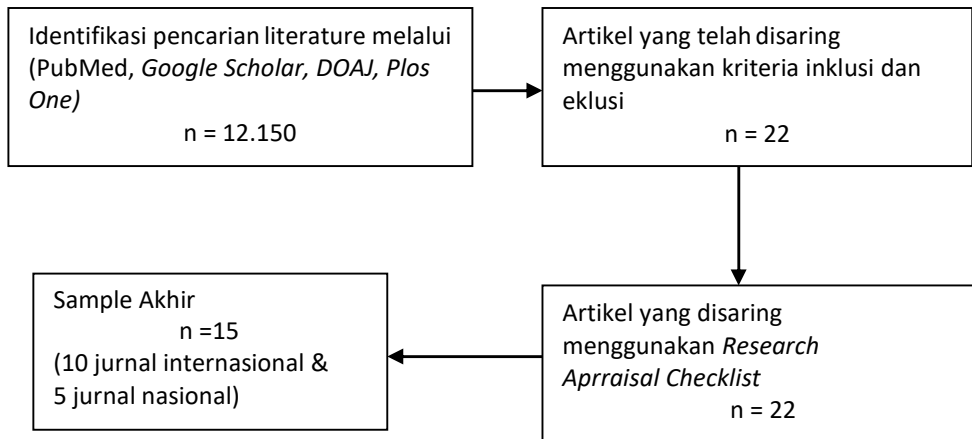 Identifikasi pencarian literature melalui
(PubMed, Google Scholar, DOAJ, Plos
One)
n = 12.150
Artikel yang telah disaring
menggunakan kriteria inklusi dan
eklusi
n = 22
Artikel yang disaring
menggunakan Research
Aprraisal Checklist
n = 22
Sample Akhir
n =15
(10 jurnal internasional &
5 jurnal nasional)